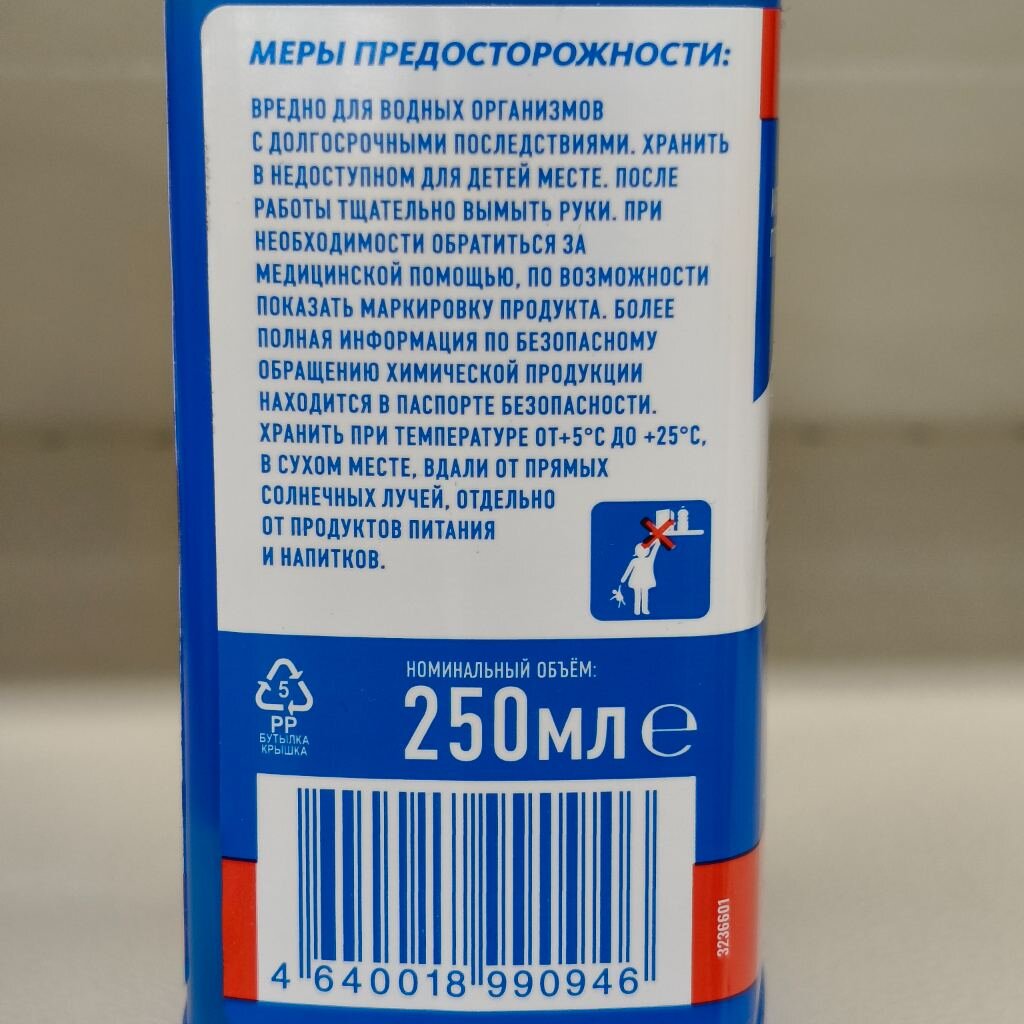 МЕРЫ ПРЕДОСТОРОЖНОСТИ:
ВРЕДНО ДЛЯ ВОДНЫХ ОРГАНИЗМОВ
С ДОЛГОСРОЧНЫМИ ПОСЛЕДСТВИЯМИ. ХРАНИТЬ
В НЕДОСТУПНОМ ДЛЯ ДЕТЕЙ МЕСТЕ. ПОСЛЕ
РАБОТЫ ТЩАТЕЛЬНО ВЫМЫТЬ РУКИ. ПРИ
НЕОБХОДИМОСТИ ОБРАТИТЬСЯ ЗА
МЕДИЦИНСКОЙ ПОМОЩЬЮ, ПО ВОЗМОЖНОСТИ
ПОКАЗАТЬ МАРКИРОВКУ ПРОДУКТА. БОЛЕЕ
ПОЛНАЯ ИНФОРМАЦИЯ ПО БЕЗОПАСНОМУ
ОБРАЩЕНИЮ ХИМИЧЕСКОЙ ПРОДУКЦИИ
НАХОДИТСЯ В ПАСПОРТЕ БЕЗОПАСНОСТИ.
ХРАНИТЬ ПРИ ТЕМПЕРАТУРЕ ОТ+5°С ДО +25°С,
В СУХОМ МЕСТЕ, ВДАЛИ ОТ ПРЯМЫХ
СОЛНЕЧНЫХ ЛУЧЕЙ, ОТДЕЛЬНО
ОТ ПРОДУКТОВ ПИТАНИЯ
И НАПИТКОВ.
5
PP
БУТЫЛКА
КРЫШКА
НОМИНАЛЬНЫЙ ОБЪЁМ:
250МЛ ℮
3236601
4 640018 990946